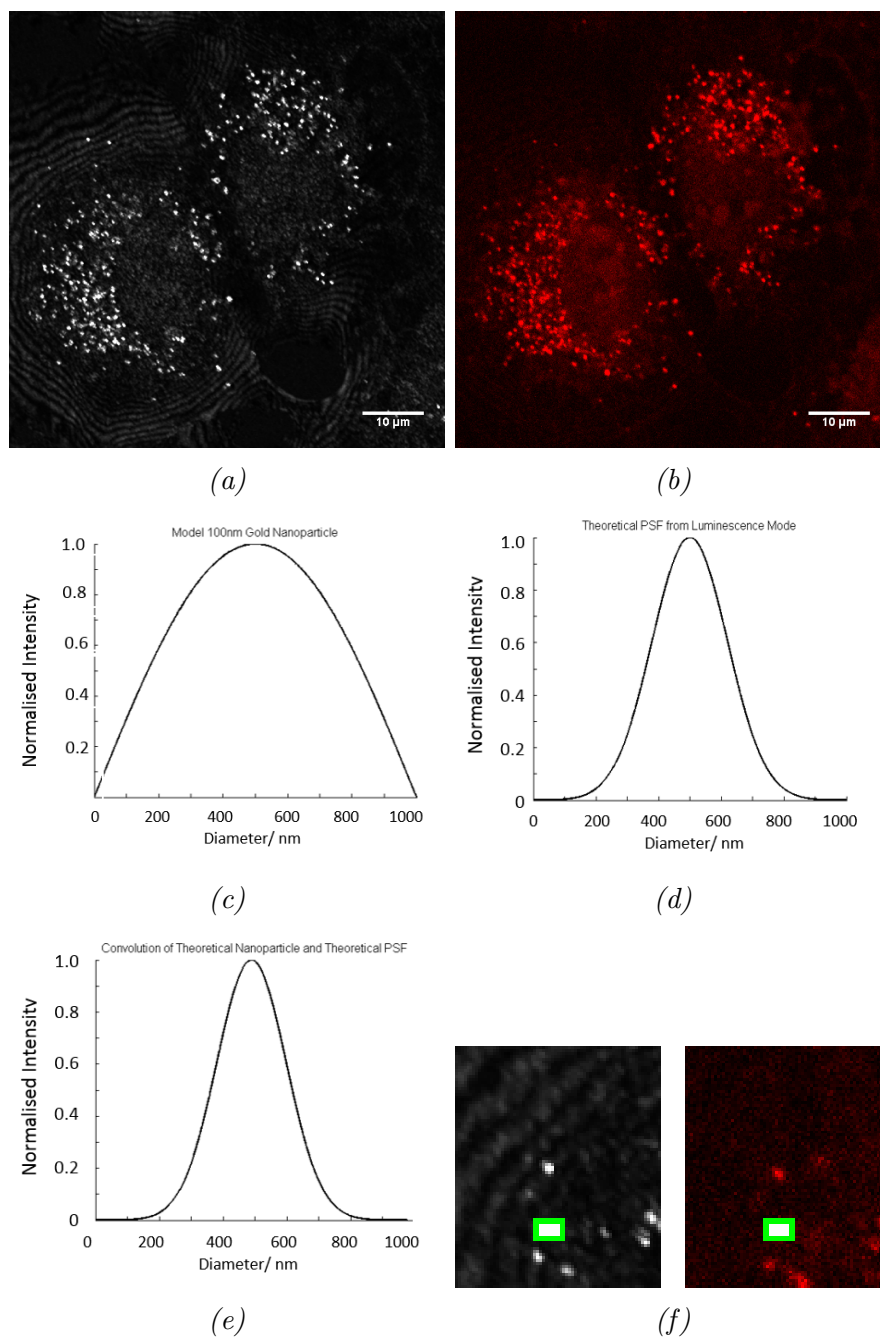 10 µm
10 µm
(a)
(b)
Model 100nm Gold Nanoparticle
1.0
0.8
0.6
0.4
0.2
Normalised Intensity
0 200 400 600 800 1000
Diameter/ nm
(c)
Theoretical PSF from Luminescence Mode
1.0
0.8
0.6
0.4
0.2
0
Normalised Intensity
0 200 400 600 800 1000
Diameter/ nm
(d)
Convolution of Theoretical Nanoparticle and Theoretical PSF
1.0
0.8
0.6
0.4
0.2
0
Normalised Intensity
0 200 400 600 800 1000
Diameter/ nm
(e)
(f)